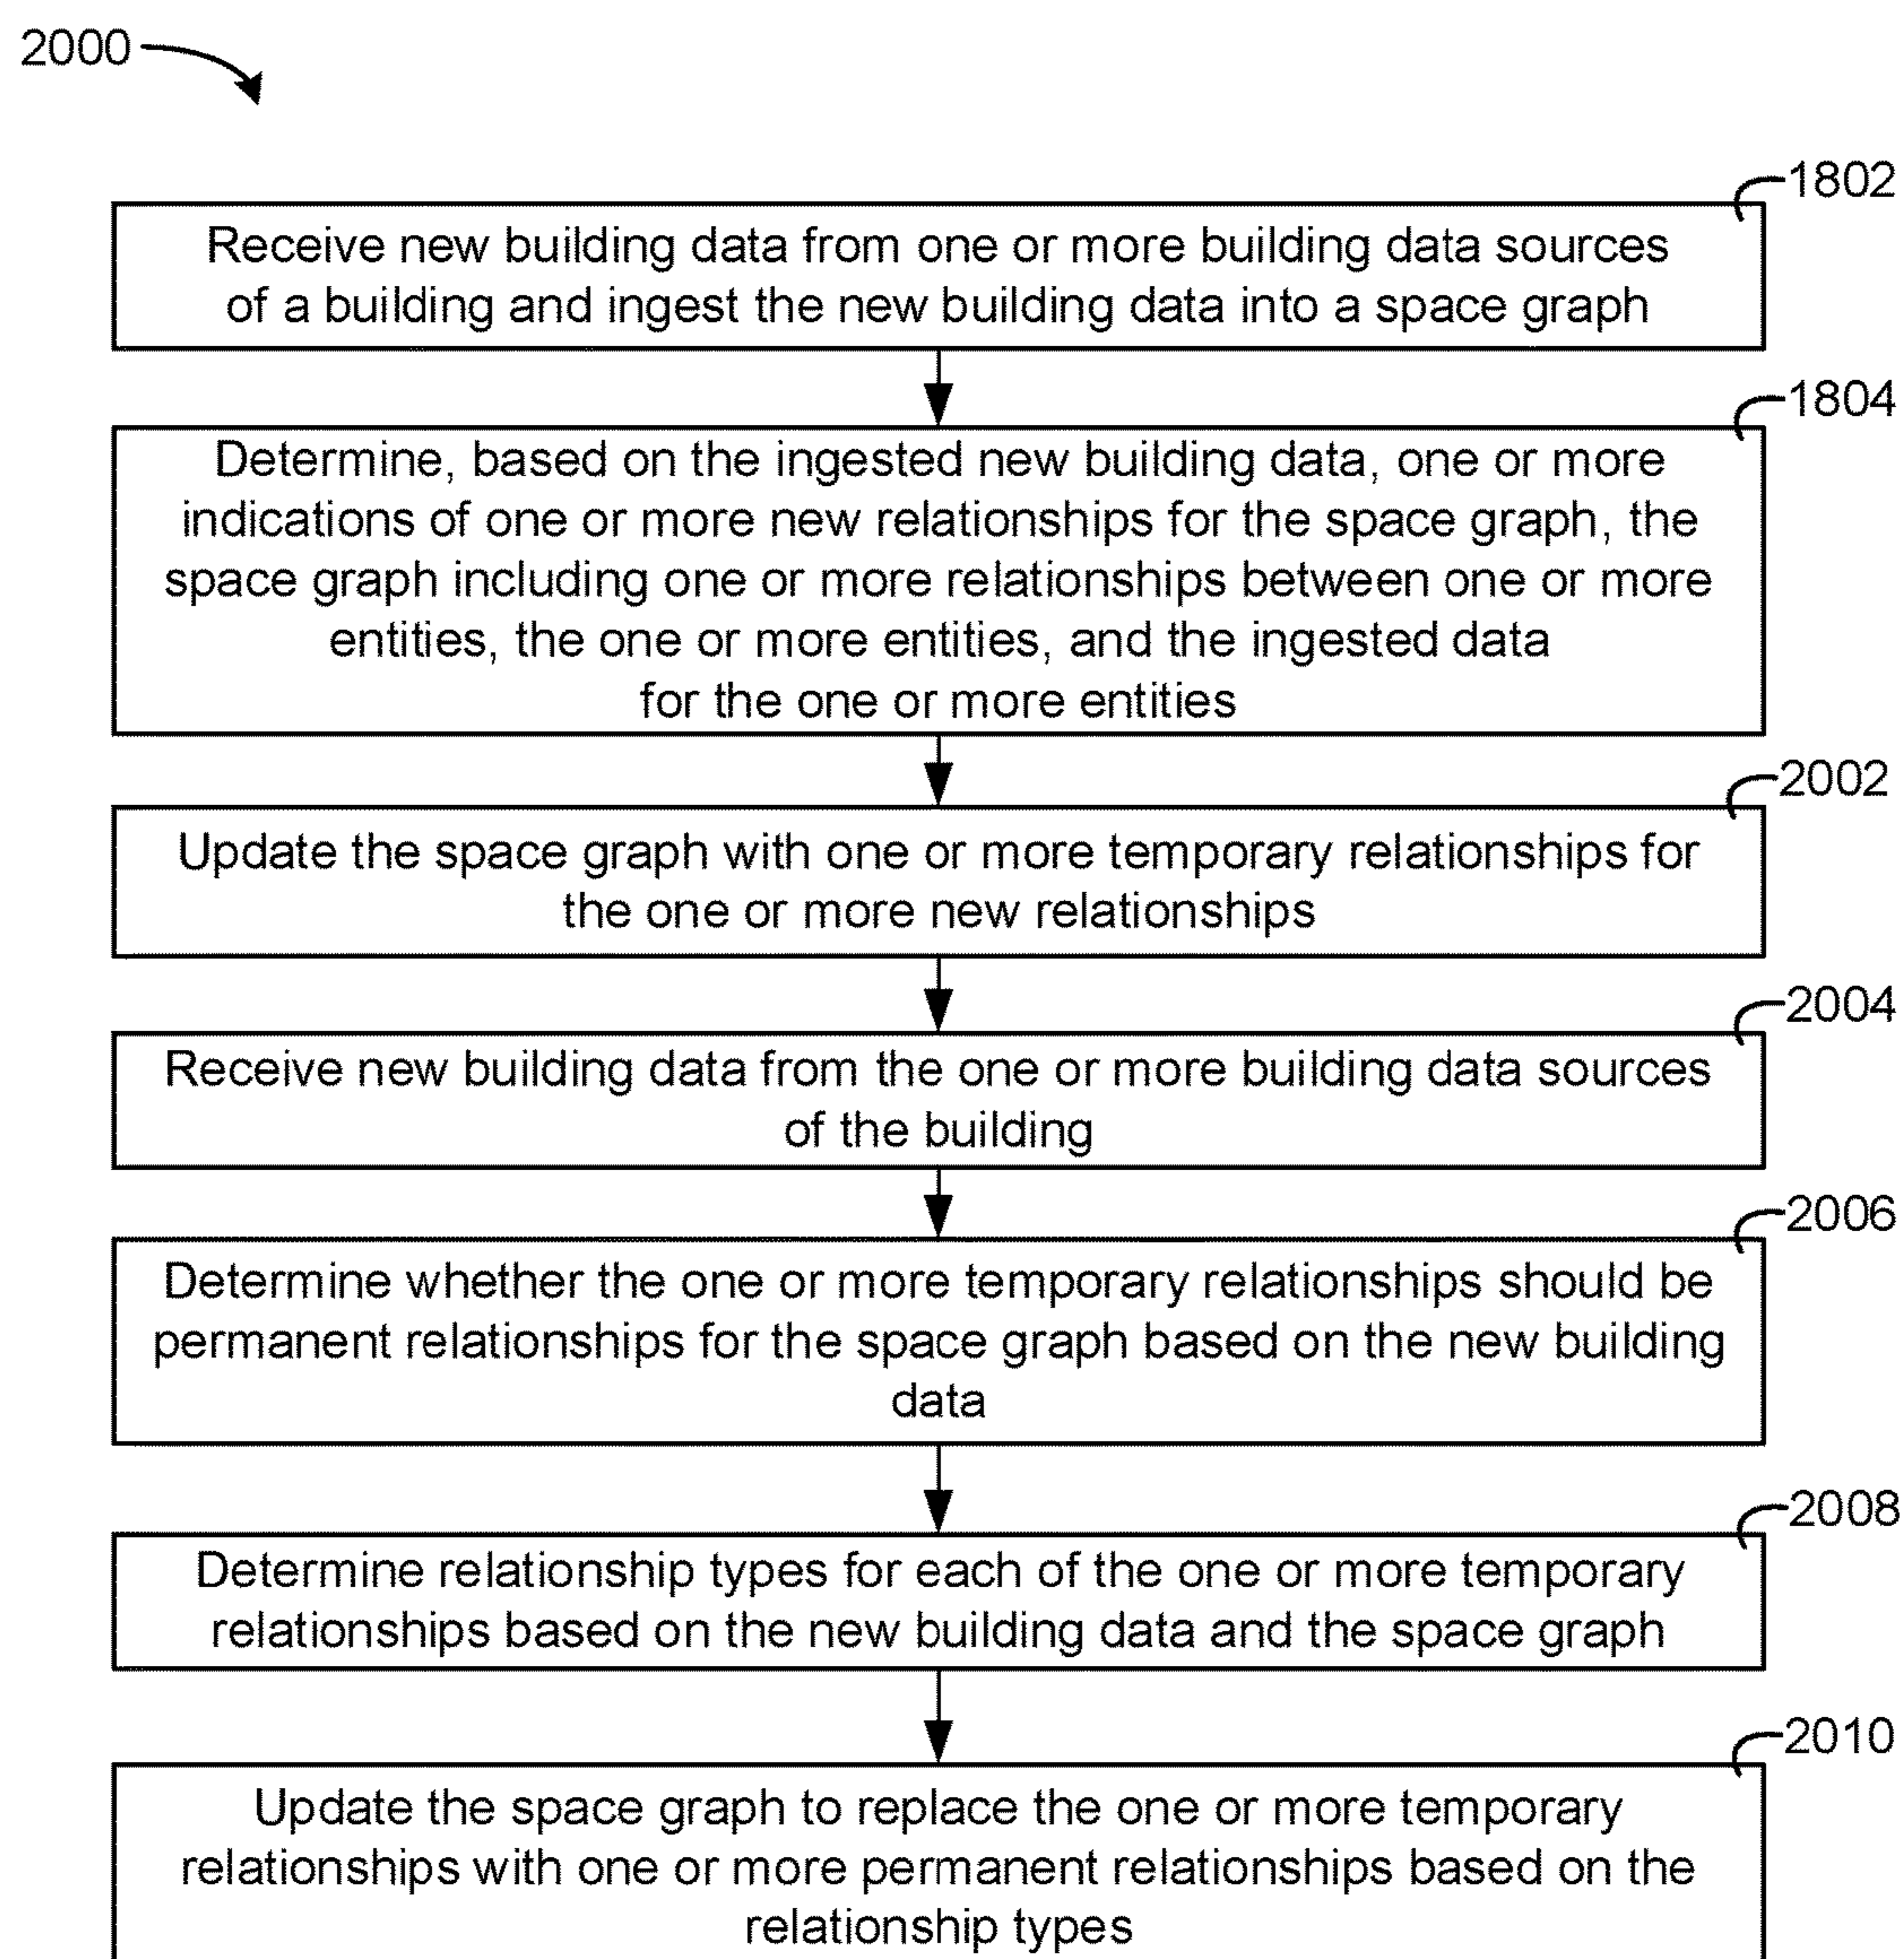 2000
1802
Receive new building data from one or more building data sources
of a building and ingest the new building data into a space graph
1804
Determine, based on the ingested new building data, one or more
indications of one or more new relationships for the space graph, the
space graph including one or more relationships between one or more
entities, the one or more entities, and the ingested data
for the one or more entities
2002
Update the space graph with one or more temporary relationships for
the one or more new relationships
2004
Receive new building data from the one or more building data sources
of the building
2006
Determine whether the one or more temporary relationships should be
permanent relationships for the space graph based on the new building
data
2008
Determine relationship types for each of the one or more temporary
relationships based on the new building data and the space graph
2010
Update the space graph to replace the one or more temporary
relationships with one or more permanent relationships based on the
relationship types